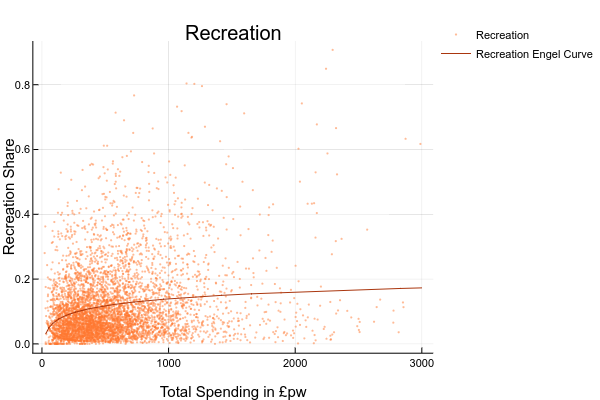 Recreation
Recreation
Recreation Engel Curve
Recreation Share
0.8
0.6
0.4
0.2
0.0
0
1000
2000
3000
Total Spending in £pw